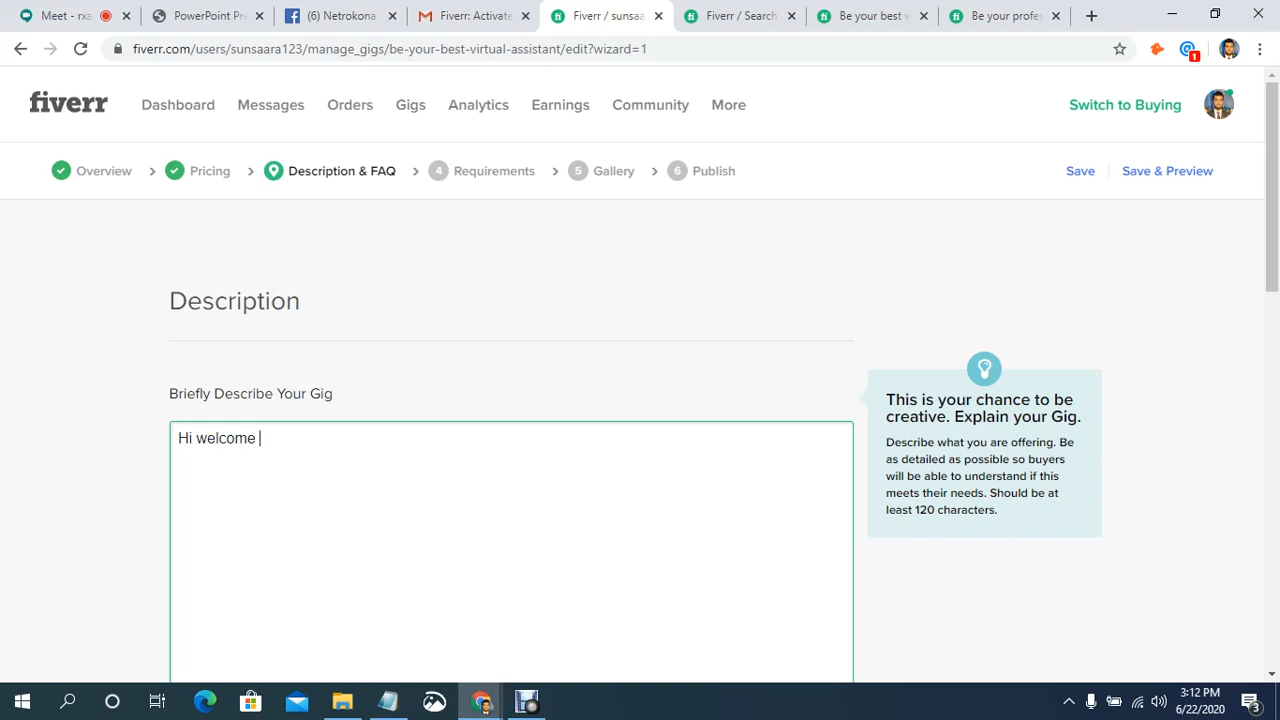 Meet - rxa
PowerPoint Pr
(6) Netrokona
Fiverr: Activate
Fiverr / sunsaa
Fiverr / Search
Be your best v
Be your profes
fiverr.com/users/sunsaara123/manage_gigs/be-your-best-virtual-assistant/edit?wizard=1
1
fiverr Dashboard Messages Orders Gigs Analytics Earnings Community More Switch to Buying
Overview Pricing Description & FAQ 4 Requirements 5 Gallery 6 Publish Save Save & Preview
Description
Briefly Describe Your Gig
Hi welcome
This is your chance to be
creative. Explain your Gig.
Describe what you are offering. Be
as detailed as possible so buyers
will be able to understand if this
meets their needs. Should be at
least 120 characters.
3:12 PM
6/22/2020
3